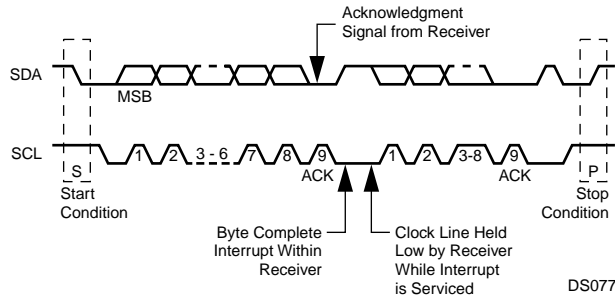 Acknowledgment
Signal from Receiver
SDA
MSB
SCL
S
1 2 3 - 6 7 8 9
1 2 3-8 9
P
ACK
ACK
Start
Condition
Stop
Condition
Byte Complete
Interrupt Within
Receiver
Clock Line Held
Low by Receiver
While Interrupt
is Serviced
DS077